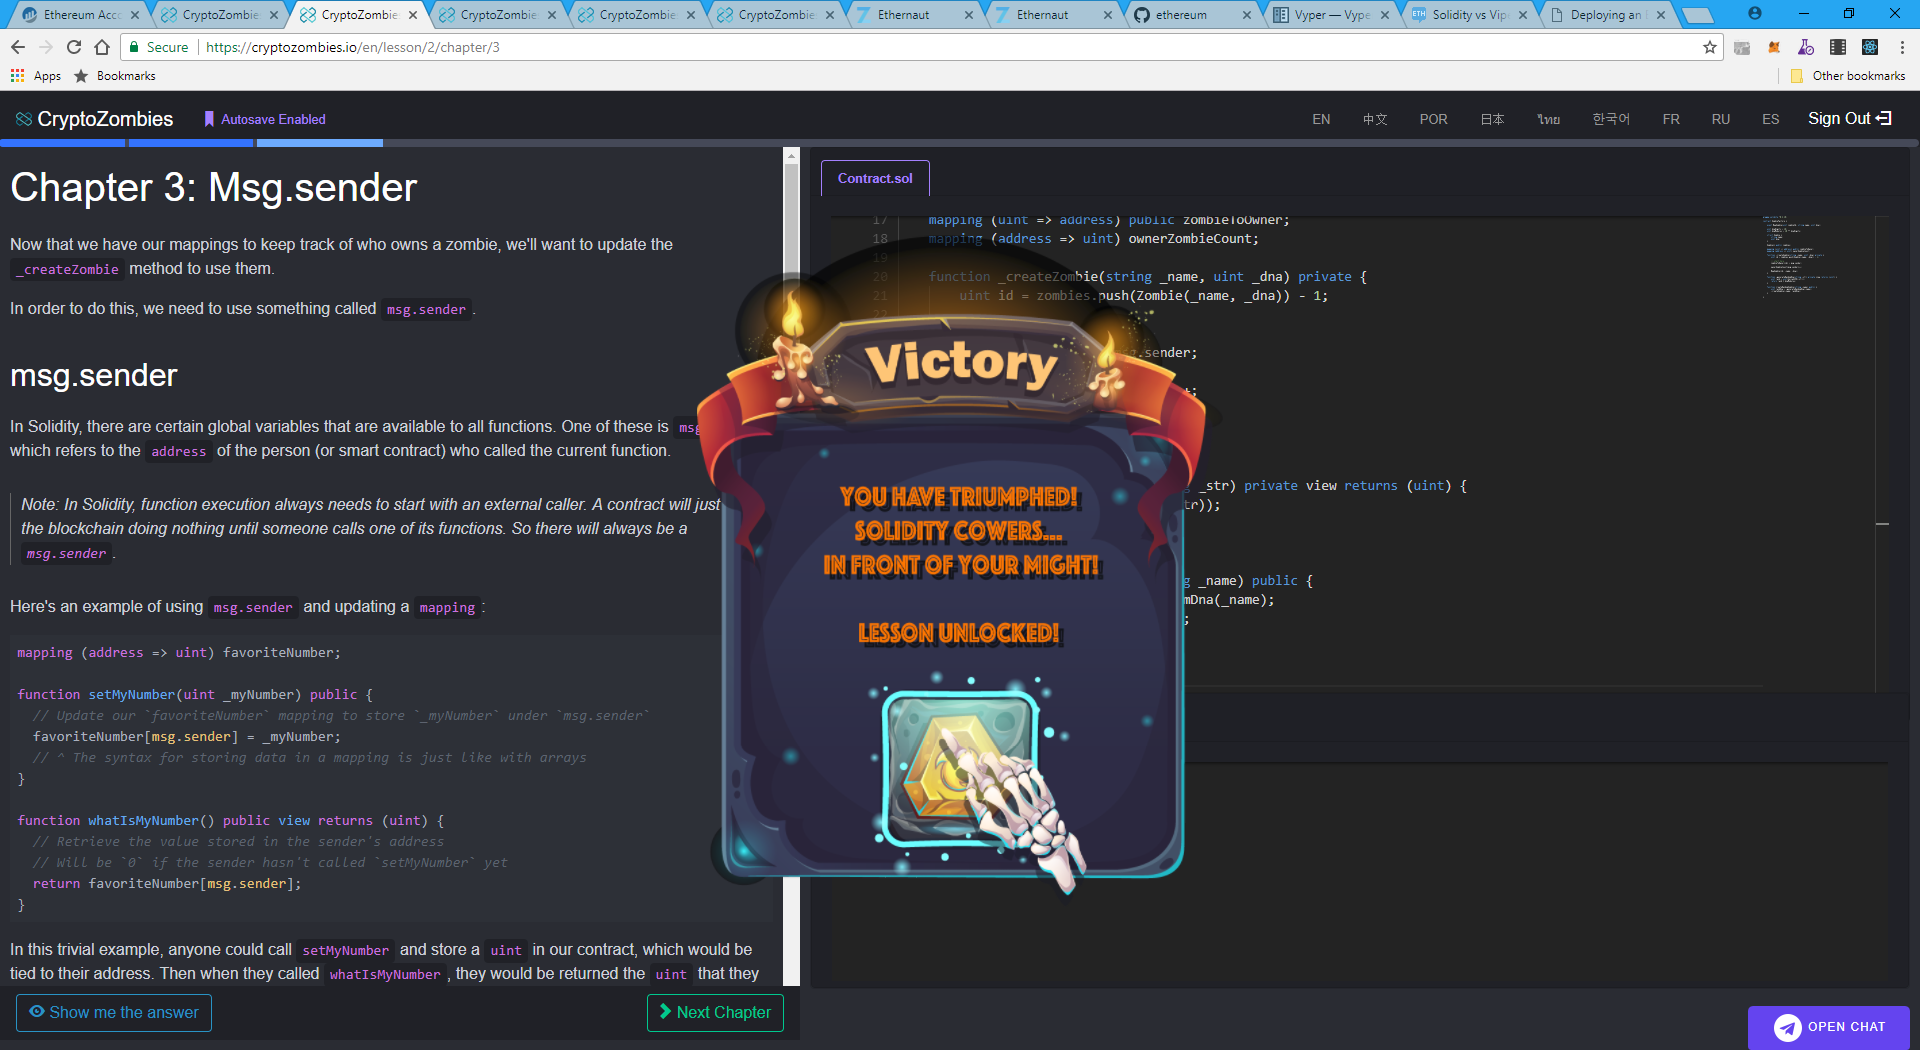 Ethereum Acco
CryptoZombie
CryptoZombies
CryptoZombie
CryptoZombie
CryptoZombie
Ethernaut
Ethernaut
ethereum
Vyper — Vype
Solidity vs Vip
Deploying an
Secure
https://cryptozombies.io/en/lesson/2/chapter/3
Apps
Bookmarks
Other bookmarks
CryptoZombies
Autosave Enabled
EN
中文
POR
日本
ไทย
한국어
FR
RU
ES
Sign Out
Chapter 3: Msg.sender
Now that we have our mappings to keep track of who owns a zombie, we'll want to update the
_createZombie method to use them.
In order to do this, we need to use something called msg.sender.
msg.sender
In Solidity, there are certain global variables that are available to all functions. One of these is msg
which refers to the address of the person (or smart contract) who called the current function.
Note: In Solidity, function execution always needs to start with an external caller. A contract will just
the blockchain doing nothing until someone calls one of its functions. So there will always be a
msg.sender.
Here's an example of using msg.sender and updating a mapping:
mapping (address => uint) favoriteNumber;
function setMyNumber(uint _myNumber) public {
// Update our `favoriteNumber` mapping to store `_myNumber` under `msg.sender`
favoriteNumber[msg.sender] = _myNumber;
// ^ The syntax for storing data in a mapping is just like with arrays
}
function whatIsMyNumber() public view returns (uint) {
// Retrieve the value stored in the sender's address
// Will be `0` if the sender hasn't called `setMyNumber` yet
return favoriteNumber[msg.sender];
}
In this trivial example, anyone could call setMyNumber and store a uint in our contract, which would be
tied to their address. Then when they called whatIsMyNumber, they would be returned the uint that they
Show me the answer
Next Chapter
Contract.sol
17 mapping (uint => address) public zombieToOwner;
18 mapping (address => uint) ownerZombieCount;
19
20 function _createZombie(string _name, uint _dna) private {
21 uint id = zombies.push(Zombie(_name, _dna)) - 1;
22
.sender;
;
_str) private view returns (uint) {
tr));
g _name) public {
mDna(_name);
;
Victory
YOU HAVE TRIUMPHED!
SOLIDITY COWERS...
IN FRONT OF YOUR MIGHT!
LESSON UNLOCKED!
OPEN CHAT